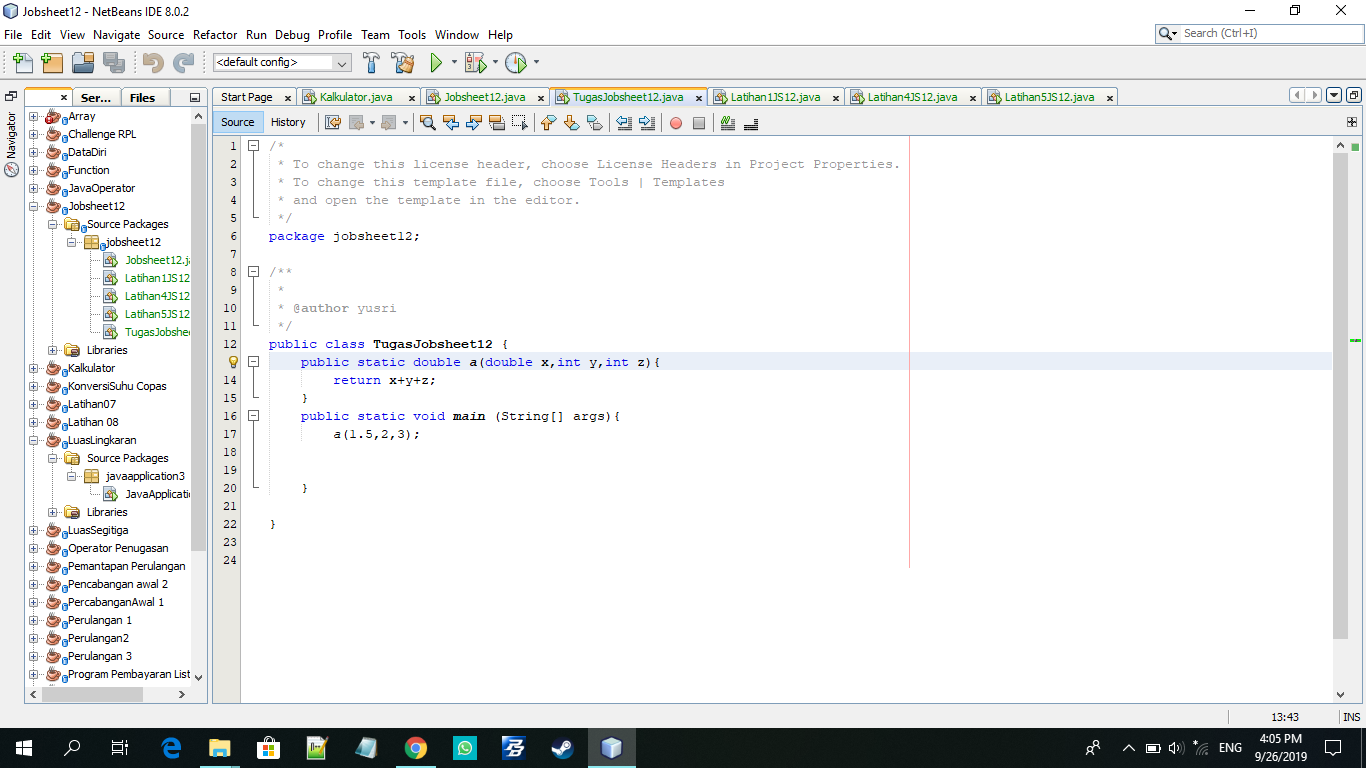 Jobsheet12 - NetBeans IDE 8.0.2
File Edit View Navigate Source Refactor Run Debug Profile Team Tools Window Help
Search (Ctrl+I)
<default config>
Navigator
Ser... Files
Array
Challenge RPL
DataDiri
Function
JavaOperator
Jobsheet12
Source Packages
jobsheet12
Jobsheet12.ja
Latihan1JS12
Latihan4JS12
Latihan5JS12
TugasJobshee
Libraries
Kalkulator
KonversiSuhu Copas
Latihan07
Latihan 08
LuasLingkaran
Source Packages
javaapplication3
JavaApplicatio
Libraries
LuasSegitiga
Operator Penugasan
Pemantapan Perulangan
Pencabangan awal 2
PercabanganAwal 1
Perulangan 1
Perulangan2
Perulangan 3
Program Pembayaran List
Start Page Kalkulator.java Jobsheet12.java TugasJobsheet12.java Latihan1JS12.java Latihan4JS12.java Latihan5JS12.java
Source History
1 /*
2 * To change this license header, choose License Headers in Project Properties.
3 * To change this template file, choose Tools | Templates
4 * and open the template in the editor.
5 */
6 package jobsheet12;
7
8 /**
9 *
10 * @author yusri
11 */
12 public class TugasJobsheet12 {
public static double a(double x,int y,int z){
14 return x+y+z;
15 }
16 public static void main (String[] args){
17 a(1.5,2,3);
18
19
20 }
21
22 }
23
24
13:43 INS
ENG
4:05 PM
9/26/2019